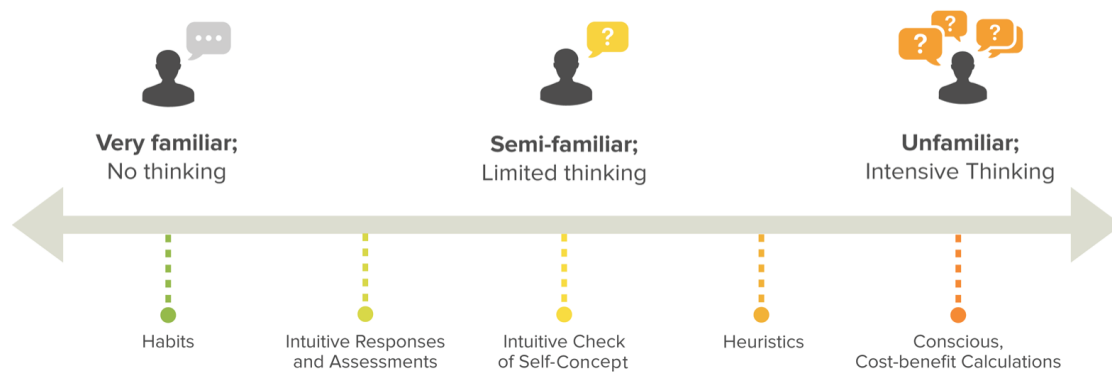 ?
?
?
?
Very familiar;
No thinking
Semi-familiar;
Limited thinking
Unfamiliar;
Intensive Thinking
Habits
Intuitive Responses
and Assessments
Intuitive Check
of Self-Concept
Heuristics
Conscious,
Cost-benefit Calculations